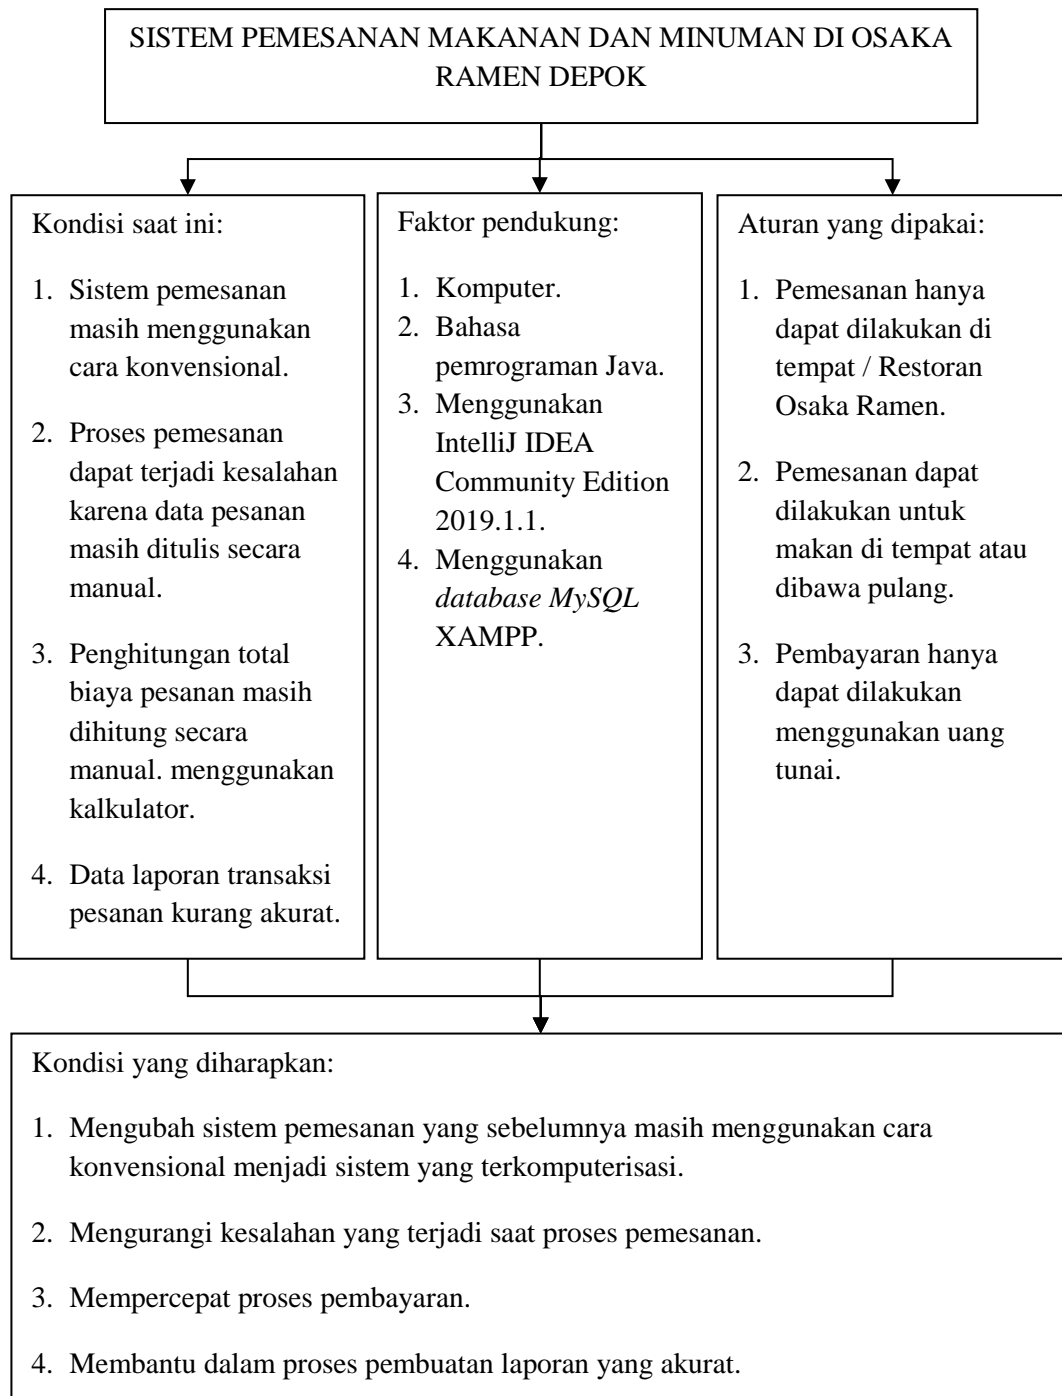 SISTEM PEMESANAN MAKANAN DAN MINUMAN DI OSAKA
RAMEN DEPOK
Kondisi saat ini:
1. Sistem pemesanan
masih menggunakan
cara konvensional.
2. Proses pemesanan
dapat terjadi kesalahan
karena data pesanan
masih ditulis secara
manual.
3. Penghitungan total
biaya pesanan masih
dihitung secara
manual. menggunakan
kalkulator.
4. Data laporan transaksi
pesanan kurang akurat.
Faktor pendukung:
1. Komputer.
2. Bahasa
pemrograman Java.
3. Menggunakan
IntelliJ IDEA
Community Edition
2019.1.1.
4. Menggunakan
database MySQL
XAMPP.
Aturan yang dipakai:
1. Pemesanan hanya
dapat dilakukan di
tempat / Restoran
Osaka Ramen.
2. Pemesanan dapat
dilakukan untuk
makan di tempat atau
dibawa pulang.
3. Pembayaran hanya
dapat dilakukan
menggunakan uang
tunai.
Kondisi yang diharapkan:
1. Mengubah sistem pemesanan yang sebelumnya masih menggunakan cara
konvensional menjadi sistem yang terkomputerisasi.
2. Mengurangi kesalahan yang terjadi saat proses pemesanan.
3. Mempercepat proses pembayaran.
4. Membantu dalam proses pembuatan laporan yang akurat.